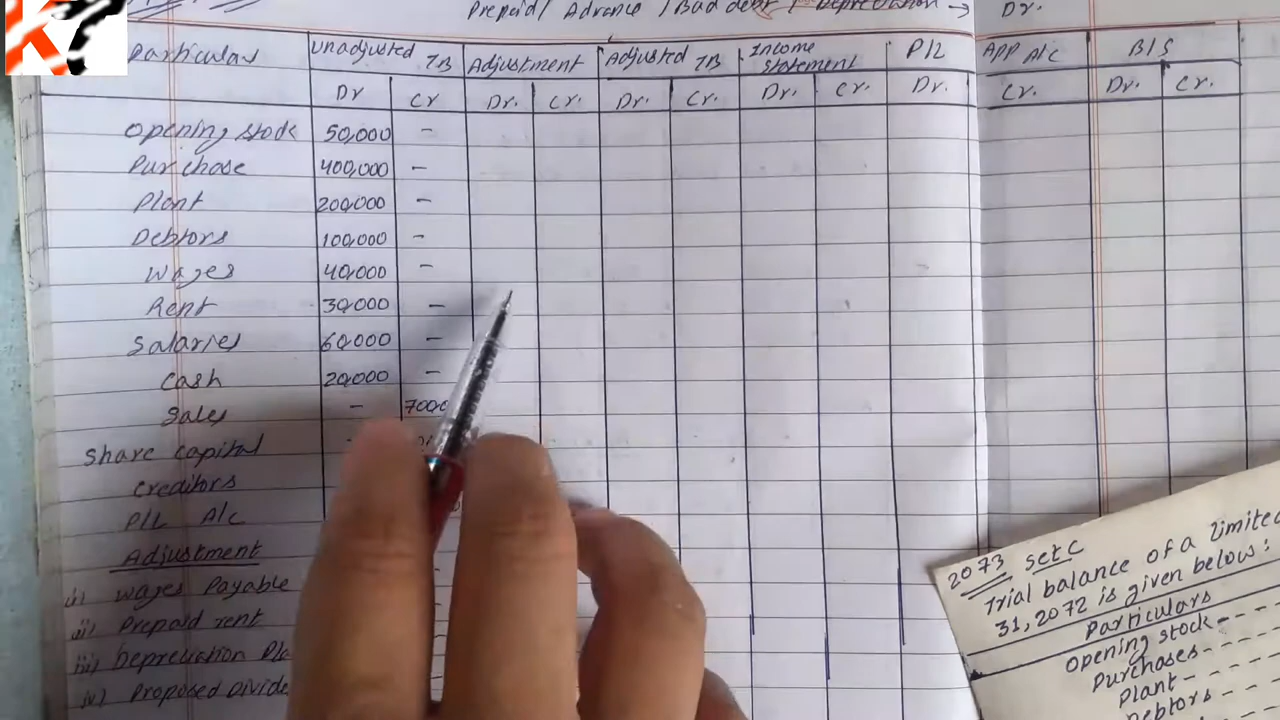 Prepaid / Advance / Bad debt / Depreciation → Dr.
Particulars Unadjusted TB Adjustment Adjusted TB Income statement P/L APP A/c B/S
Dr Cr Dr. Cr. Dr. Cr. Dr. Cr. Dr. Cr. Dr. Cr.
Opening stock 50,000 -
Purchase 400,000 -
Plant 200,000 -
Debtors 100,000 -
Wages 40,000 -
Rent 30,000 -
Salaries 60,000 -
Cash 20,000 -
Sales -
Share capital
Creditors
P/L A/c
Adjustment
Wages Payable
Prepaid rent
iii) Depreciation
iv) Proposed
2073 Set C
Trial balance of a limited
31, 2072 is given below:
Particulars
Opening stock - - -
Purchases - - - -
Plant - - - -
Debtors - - -